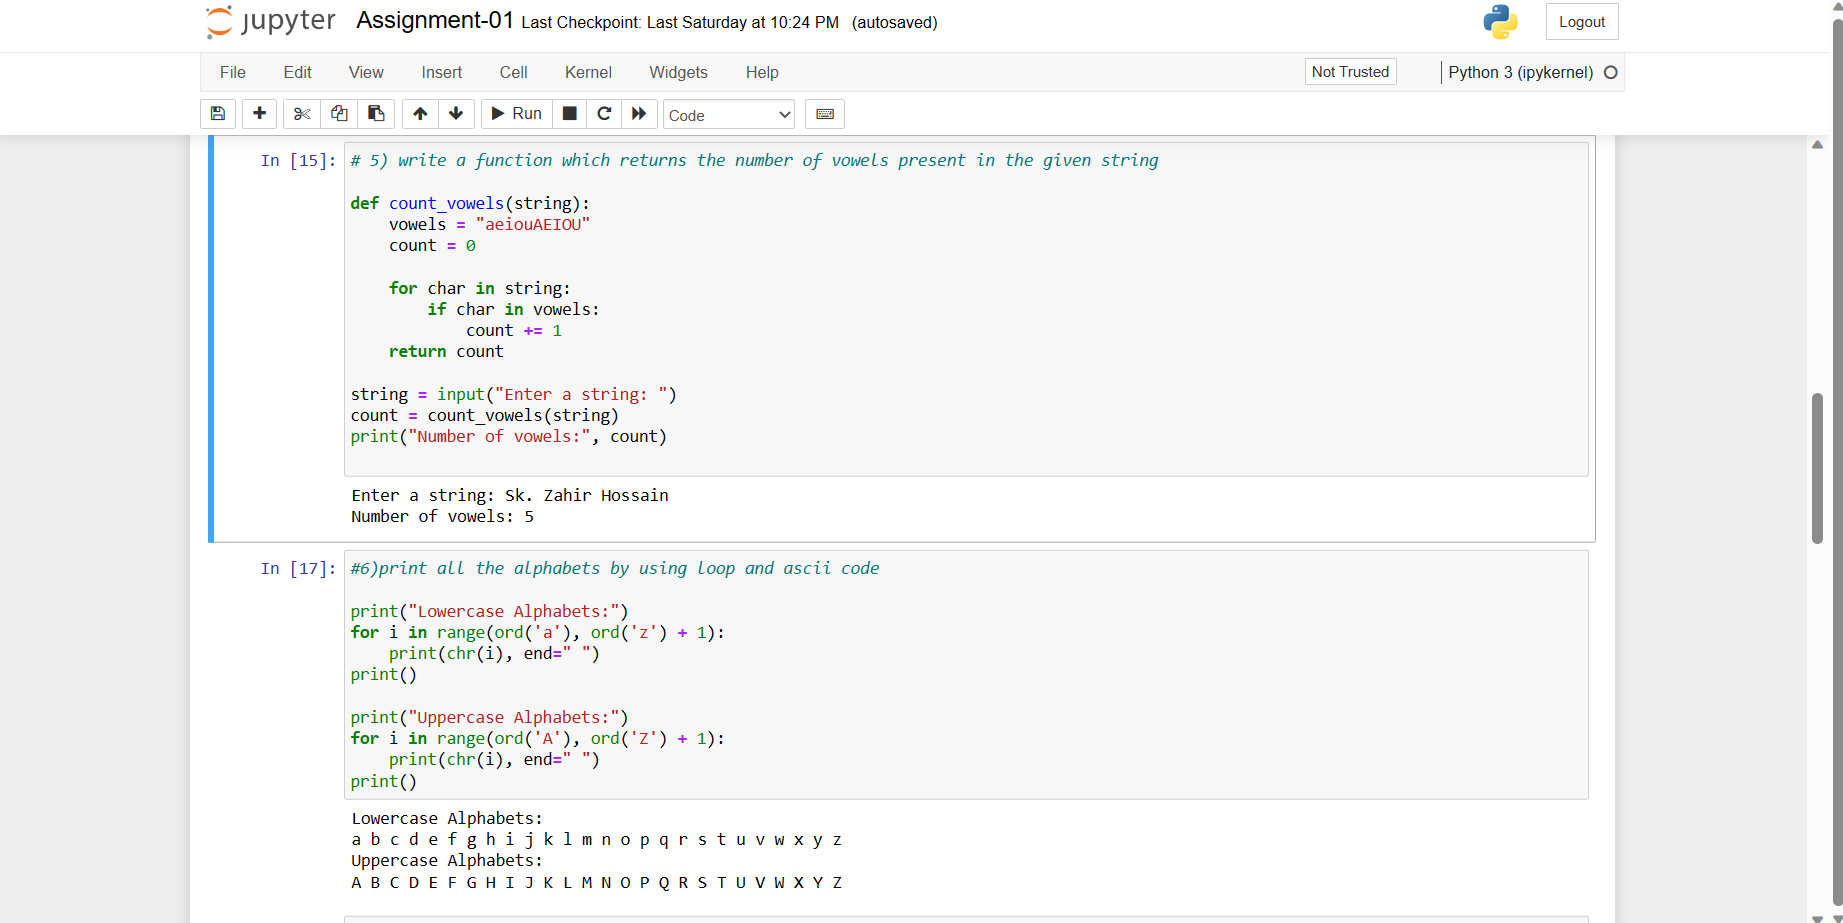 jupyter Assignment-01 Last Checkpoint: Last Saturday at 10:24 PM (autosaved)
Logout
File Edit View Insert Cell Kernel Widgets Help
Not Trusted
Python 3 (ipykernel)
Run
Code
In [15]:
# 5) write a function which returns the number of vowels present in the given string
def count_vowels(string):
    vowels = "aeiouAEIOU"
    count = 0
    for char in string:
        if char in vowels:
            count += 1
    return count
string = input("Enter a string: ")
count = count_vowels(string)
print("Number of vowels:", count)
Enter a string: Sk. Zahir Hossain
Number of vowels: 5
In [17]:
#6)print all the alphabets by using loop and ascii code
print("Lowercase Alphabets:")
for i in range(ord('a'), ord('z') + 1):
    print(chr(i), end=" ")
print()
print("Uppercase Alphabets:")
for i in range(ord('A'), ord('Z') + 1):
    print(chr(i), end=" ")
print()
Lowercase Alphabets:
a b c d e f g h i j k l m n o p q r s t u v w x y z
Uppercase Alphabets:
A B C D E F G H I J K L M N O P Q R S T U V W X Y Z